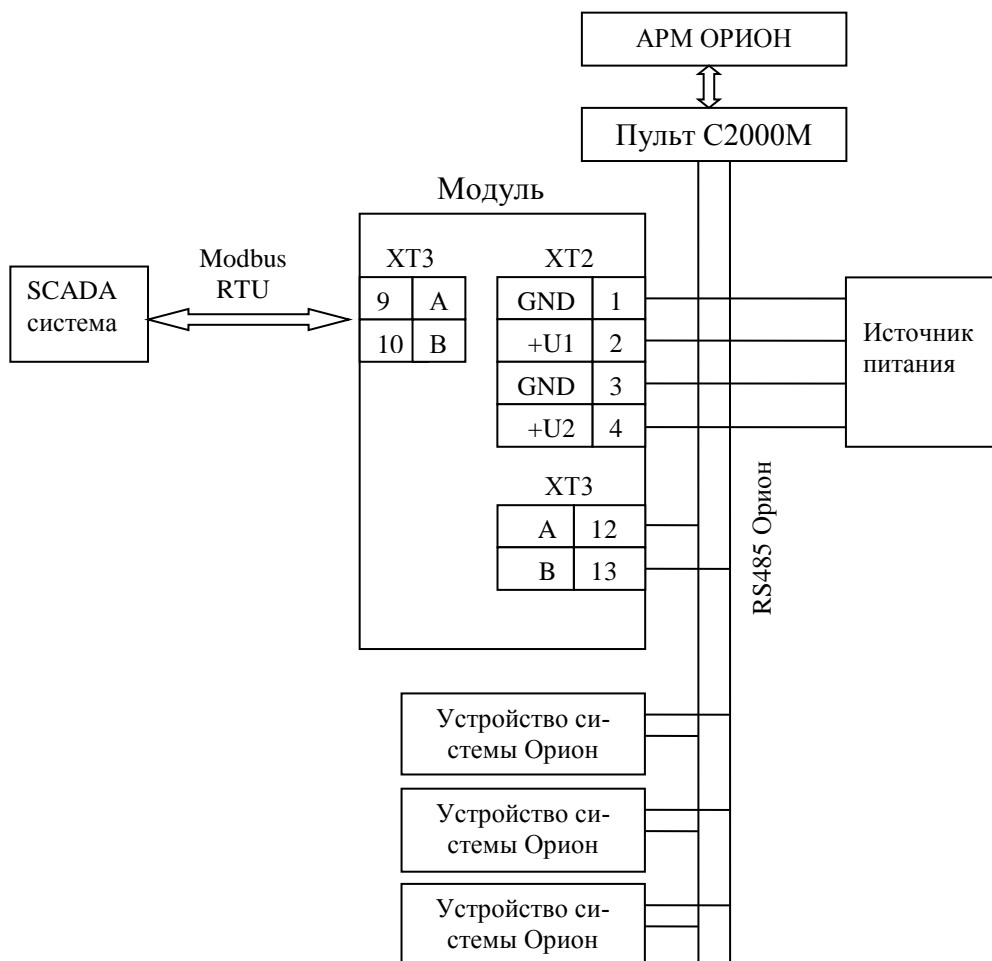 АРМ ОРИОН
Пульт С2000М
Модуль
SCADA
система
Modbus
RTU
XT3
9 A
10 B
XT2
GND 1
+U1 2
GND 3
+U2 4
Источник
питания
XT3
A 12
B 13
RS485 Орион
Устройство си-
стемы Орион
Устройство си-
стемы Орион
Устройство си-
стемы Орион